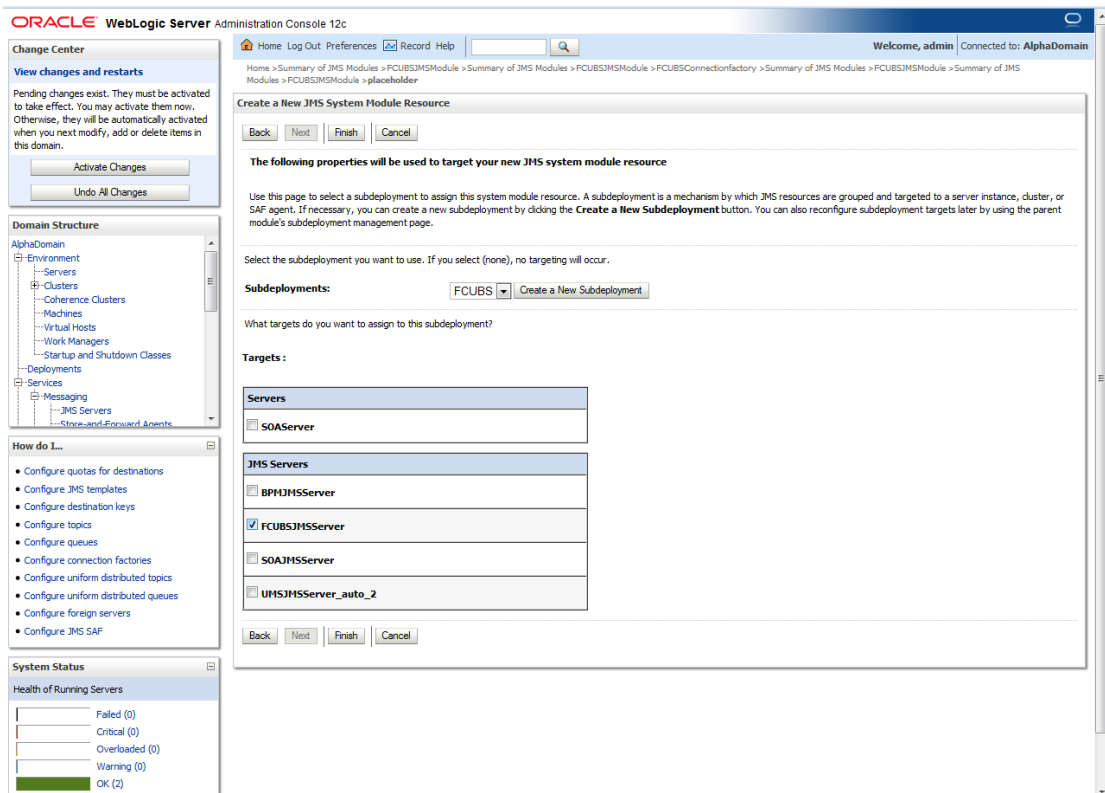 ORACLE WebLogic Server Administration Console 12c
Change Center
View changes and restarts
Pending changes exist. They must be activated
to take effect. You may activate them now.
Otherwise, they will be automatically activated
when you next modify, add or delete items in
this domain.
Activate Changes
Undo All Changes
Domain Structure
AlphaDomain
Environment
Servers
Clusters
Coherence Clusters
Machines
Virtual Hosts
Work Managers
Startup and Shutdown Classes
Deployments
Services
Messaging
JMS Servers
Store-and-Forward Agents
How do I...
Configure quotas for destinations
Configure JMS templates
Configure destination keys
Configure topics
Configure queues
Configure connection factories
Configure uniform distributed topics
Configure uniform distributed queues
Configure foreign servers
Configure JMS SAF
System Status
Health of Running Servers
Failed (0)
Critical (0)
Overloaded (0)
Warning (0)
OK (2)
Home Log Out Preferences Record Help
Welcome, admin Connected to: AlphaDomain
Home >Summary of JMS Modules >FCUBSJMSModule >Summary of JMS Modules >FCUBSJMSModule >FCUBSConnectionfactory >Summary of JMS Modules >FCUBSJMSModule >Summary of JMS
Modules >FCUBSJMSModule >placeholder
Create a New JMS System Module Resource
Back Next Finish Cancel
The following properties will be used to target your new JMS system module resource
Use this page to select a subdeployment to assign this system module resource. A subdeployment is a mechanism by which JMS resources are grouped and targeted to a server instance, cluster, or
SAF agent. If necessary, you can create a new subdeployment by clicking the Create a New Subdeployment button. You can also reconfigure subdeployment targets later by using the parent
module's subdeployment management page.
Select the subdeployment you want to use. If you select (none), no targeting will occur.
Subdeployments: FCUBS Create a New Subdeployment
What targets do you want to assign to this subdeployment?
Targets :
Servers
SOAServer
JMS Servers
BPMJMSServer
FCUBSJMSServer
SOAJMSServer
UMSJMSServer_auto_2
Back Next Finish Cancel